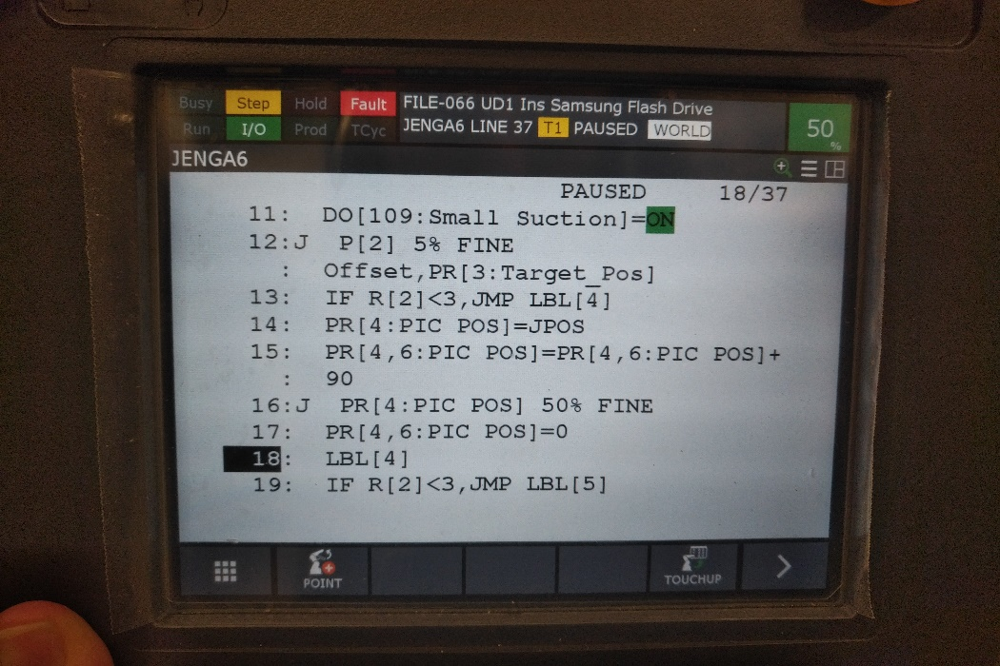 Busy Step Hold Fault FILE-066 UD1 Ins Samsung Flash Drive
Run I/O Prod TCyc JENGA6 LINE 37 T1 PAUSED WORLD 50 %
JENGA6
PAUSED 18/37
11: DO[109:Small Suction]=ON
12:J P[2] 5% FINE
: Offset,PR[3:Target_Pos]
13: IF R[2]<3,JMP LBL[4]
14: PR[4:PIC POS]=JPOS
15: PR[4,6:PIC POS]=PR[4,6:PIC POS]+
: 90
16:J PR[4:PIC POS] 50% FINE
17: PR[4,6:PIC POS]=0
18: LBL[4]
19: IF R[2]<3,JMP LBL[5]
POINT TOUCHUP